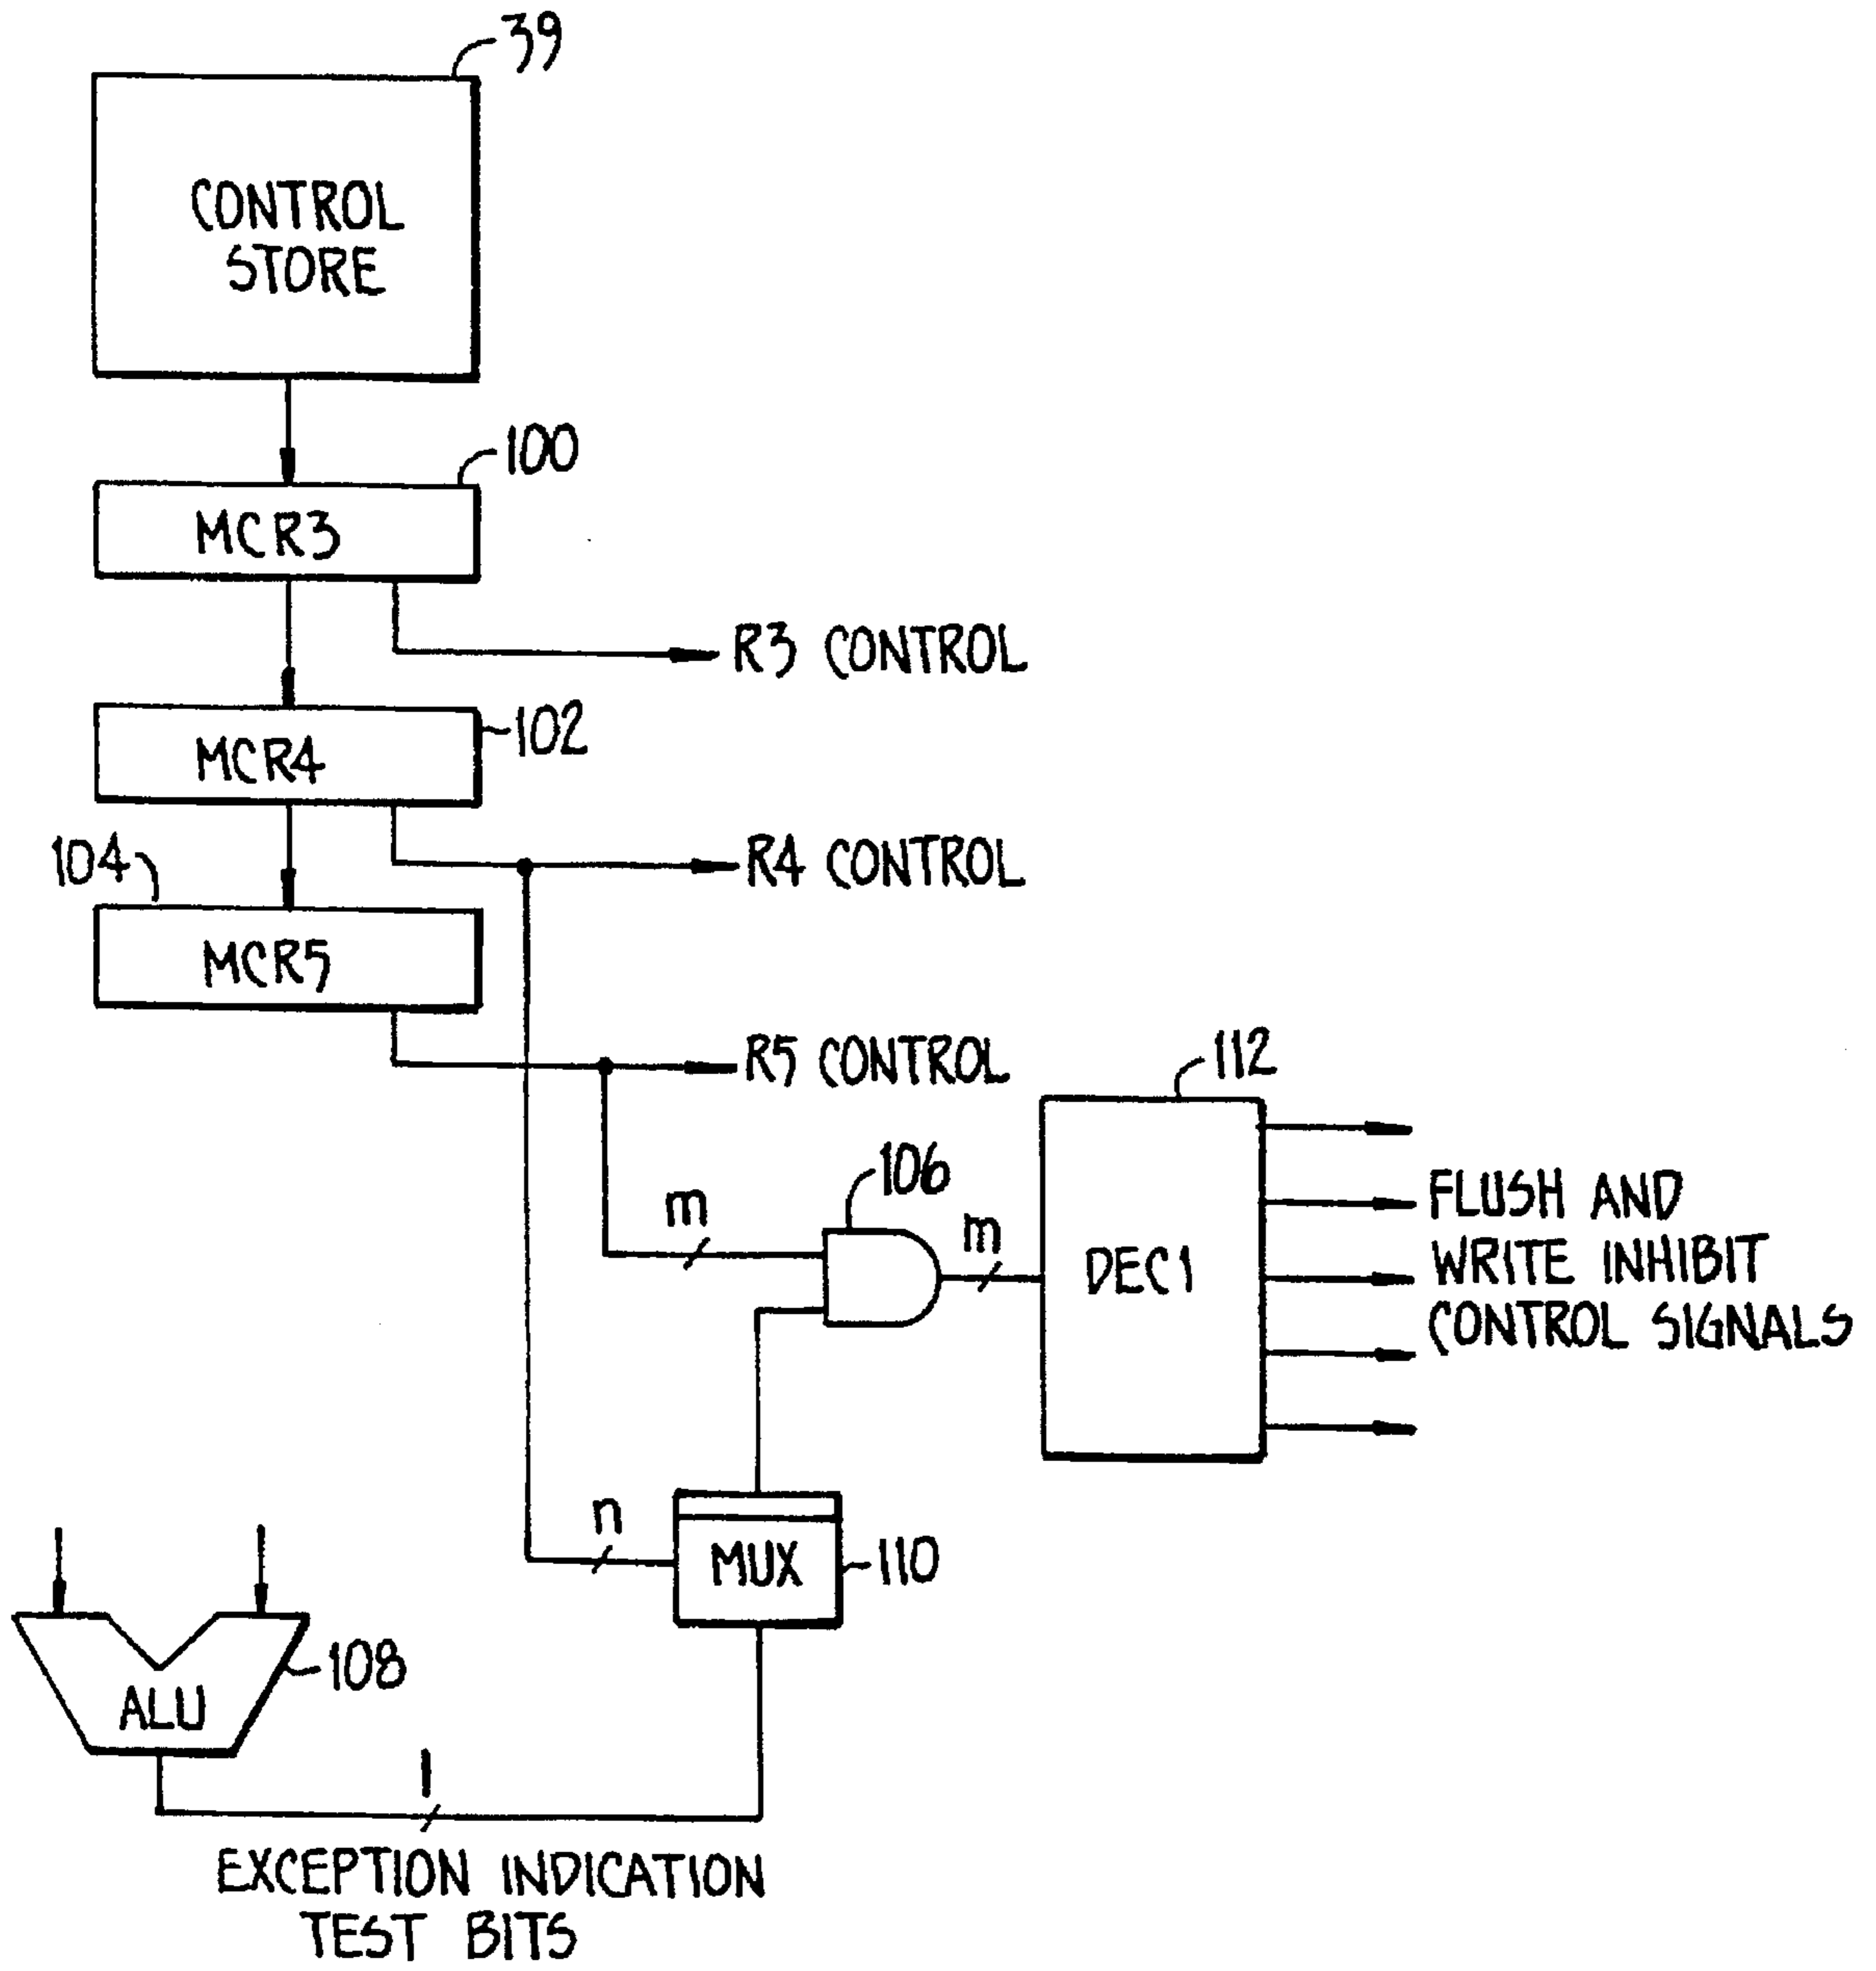 39
CONTROL
STORE
100
MCR3
R3 CONTROL
MCR4
102
104
R4 CONTROL
MCR5
R5 CONTROL
112
106
m
m
FLUSH AND
WRITE INHIBIT
CONTROL SIGNALS
DEC1
n
MUX
110
108
ALU
l
EXCEPTION INDICATION
TEST BITS